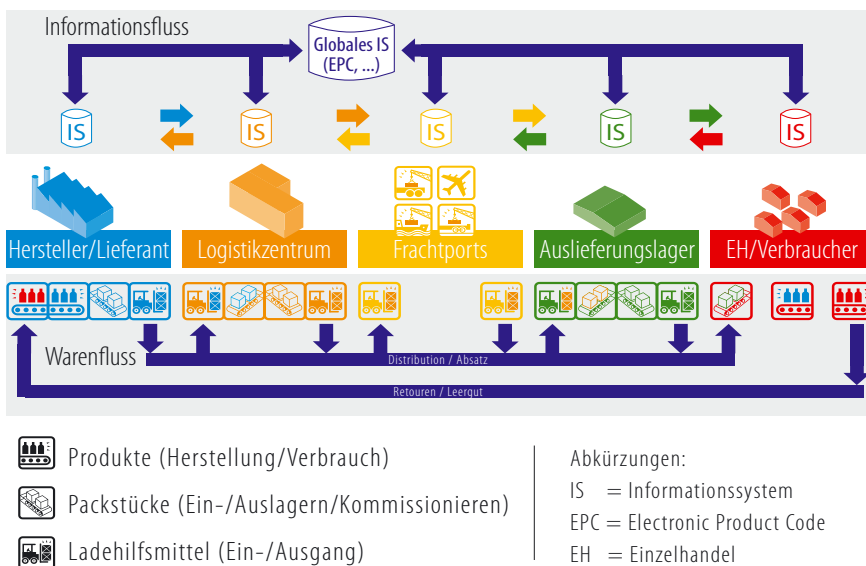 Informationsfluss
Globales IS
(EPC, ...)
IS
IS
IS
IS
IS
Hersteller/Lieferant
Logistikzentrum
Frachtports
Auslieferungslager
EH/Verbraucher
Warenfluss
Distribution / Absatz
Retouren / Leergut
Produkte (Herstellung/Verbrauch)
Packstücke (Ein-/Auslagern/Kommissionieren)
Ladehilfsmittel (Ein-/Ausgang)
Abkürzungen:
IS = Informationssystem
EPC = Electronic Product Code
EH = Einzelhandel